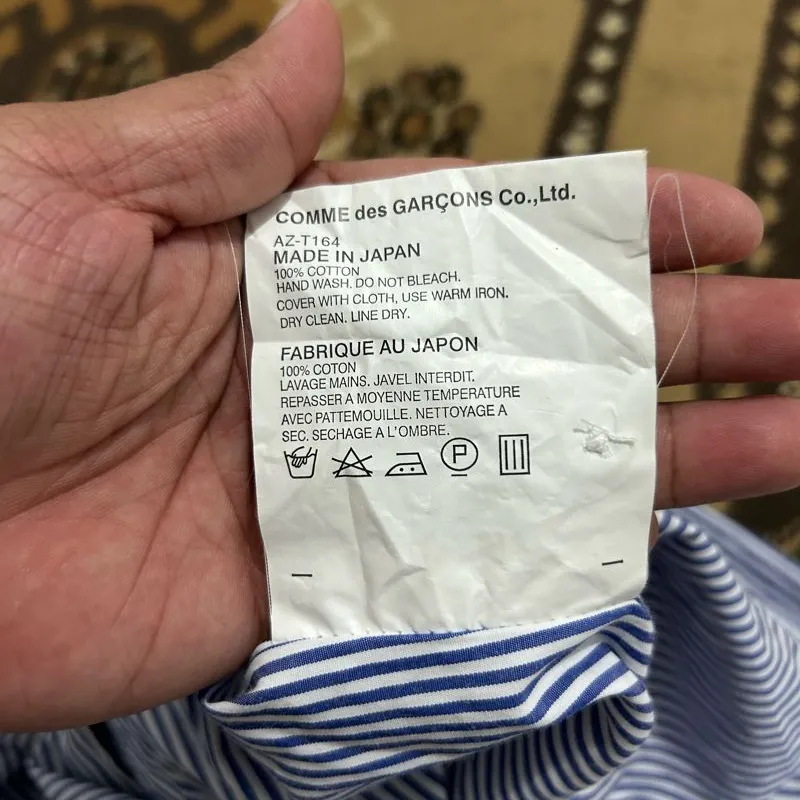 COMME des GARÇONS Co.,Ltd.
AZ-T164
MADE IN JAPAN
100% COTTON
HAND WASH. DO NOT BLEACH.
COVER WITH CLOTH, USE WARM IRON.
DRY CLEAN. LINE DRY.
FABRIQUE AU JAPON
100% COTON
LAVAGE MAINS. JAVEL INTERDIT.
REPASSER A MOYENNE TEMPERATURE
AVEC PATTEMOUILLE. NETTOYAGE A
SEC. SECHAGE A L'OMBRE.
P